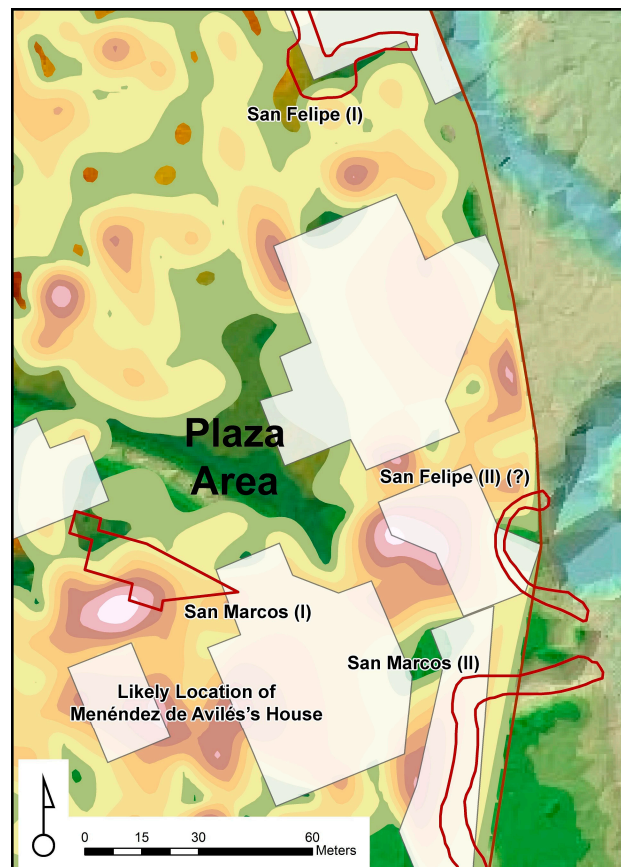 San Felipe (I)
Plaza
Area
San Felipe (II) (?)
San Marcos (I)
San Marcos (II)
Likely Location of
Menéndez de Avilés's House
0 15 30 60
Meters